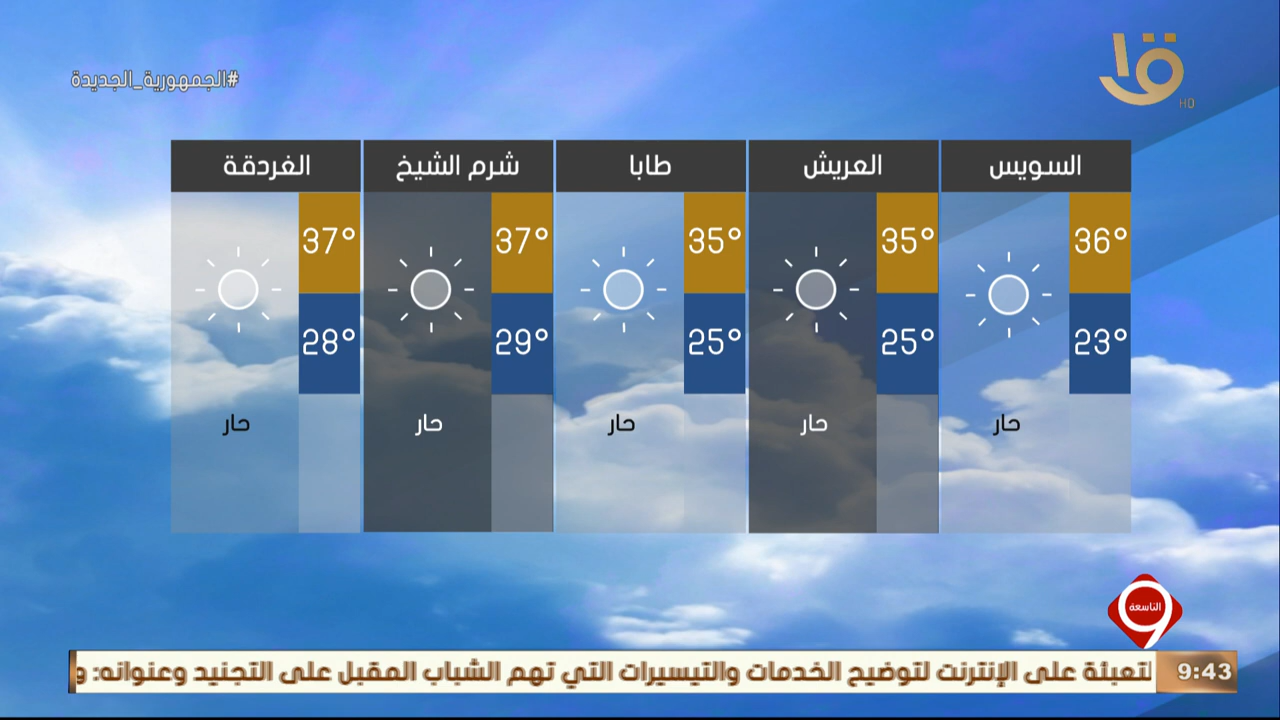 #الجمهورية_الجديدة
HD
السويس
36°
23°
حار
العريش
35°
25°
حار
طابا
35°
25°
حار
شرم الشيخ
37°
29°
حار
الغردقة
37°
28°
حار
التاسعة
9
9:43
لتعبئة على الإنترنت لتوضيح الخدمات والتيسيرات التي تهم الشباب المقبل على التجنيد وعنوانه: و